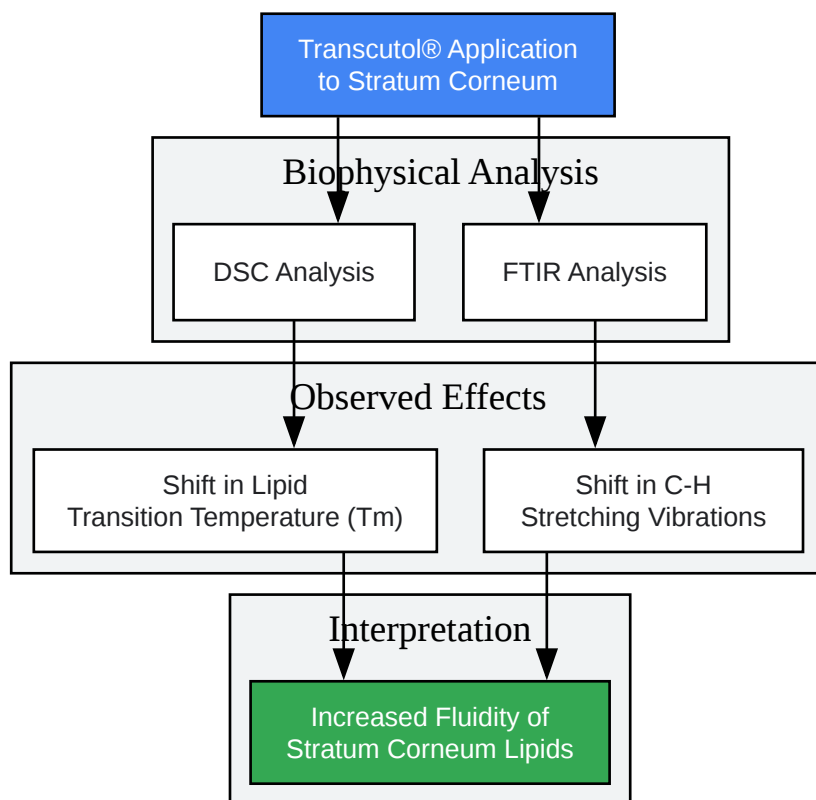 Transcutol® Application
to Stratum Corneum
Biophysical Analysis
DSC Analysis
FTIR Analysis
Observed Effects
Shift in Lipid
Transition Temperature (Tm)
Shift in C-H
Stretching Vibrations
Interpretation
Increased Fluidity of
Stratum Corneum Lipids